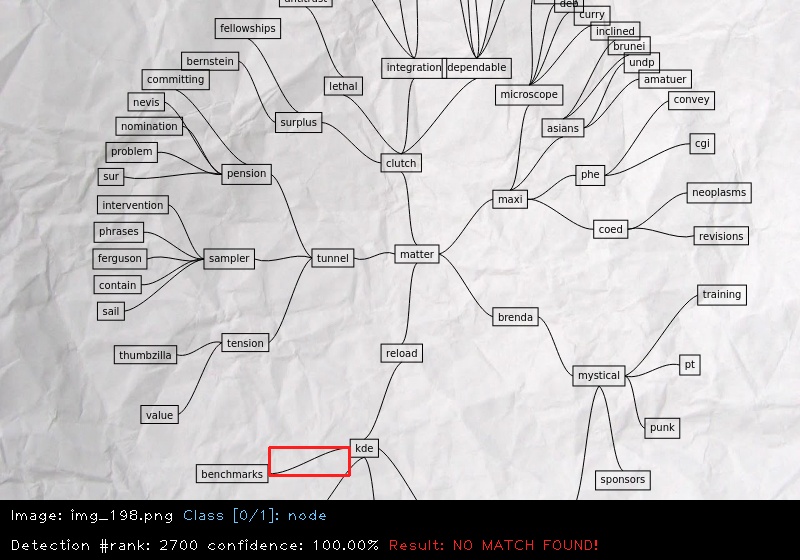 antitrust
deb
curry
fellowships
inclined
brunei
bernstein
integration
dependable
undp
committing
amatuer
lethal
microscope
nevis
convey
nomination
surplus
asians
problem
cgi
clutch
sur
pension
phe
neoplasms
maxi
intervention
phrases
coed
revisions
ferguson
sampler
tunnel
matter
contain
training
sail
brenda
tension
thumbzilla
reload
pt
mystical
value
punk
kde
benchmarks
sponsors
Image: img_198.png Class [0/1]: node
Detection #rank: 2700 confidence: 100.00% Result: NO MATCH FOUND!